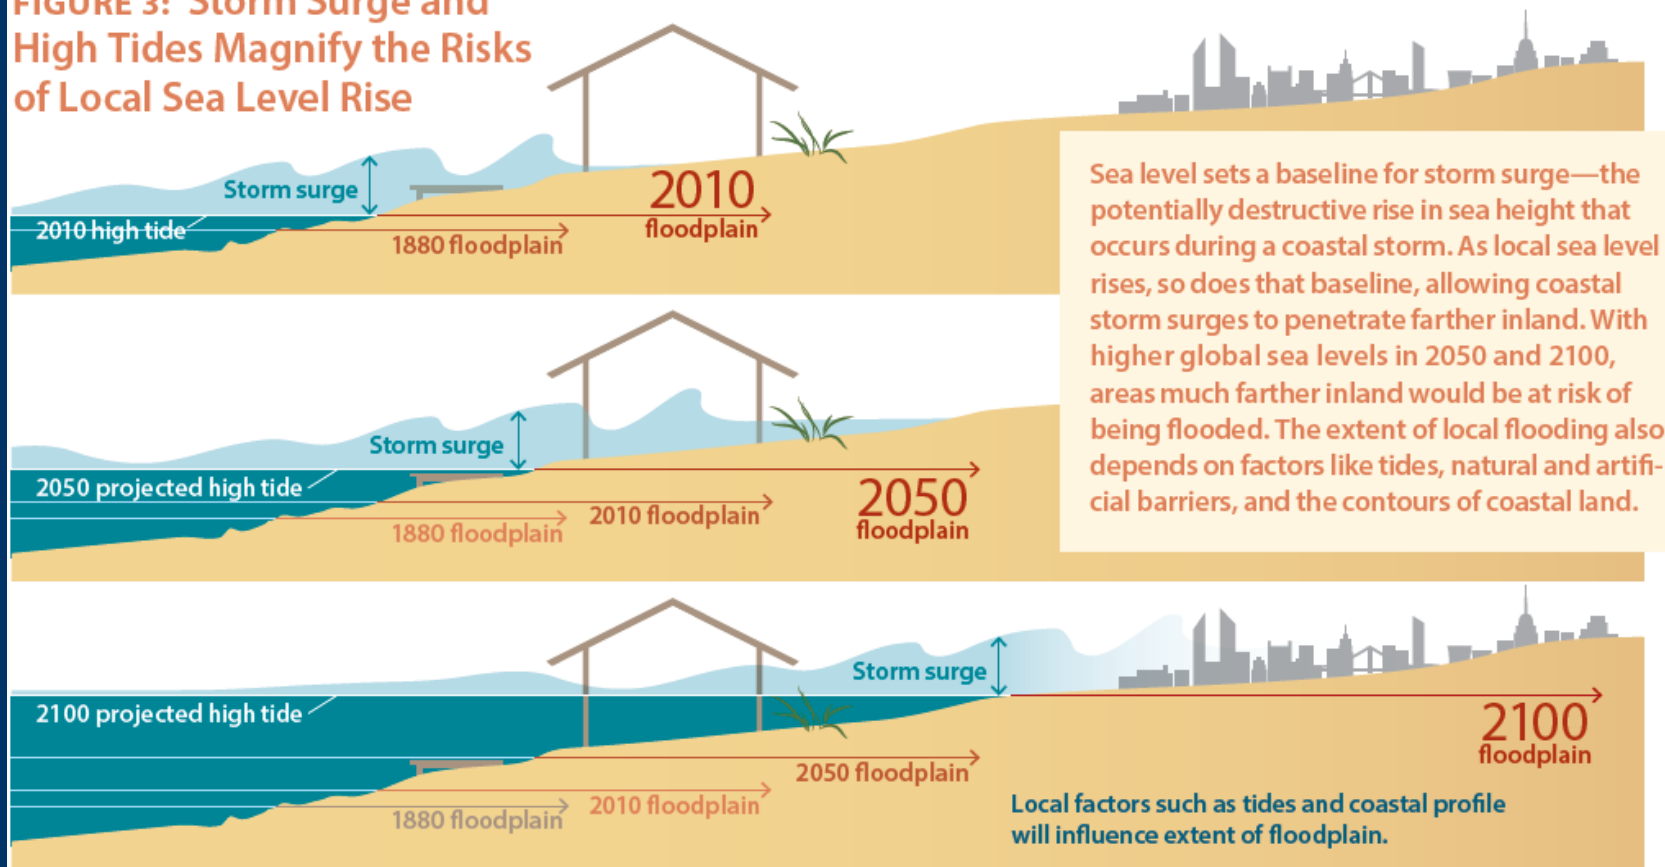 FIGURE 3: Storm Surge and
High Tides Magnify the Risks
of Local Sea Level Rise
Storm surge
2010 high tide
1880 floodplain
2010
floodplain
Sea level sets a baseline for storm surge—the
potentially destructive rise in sea height that
occurs during a coastal storm. As local sea level
rises, so does that baseline, allowing coastal
storm surges to penetrate farther inland. With
higher global sea levels in 2050 and 2100,
areas much farther inland would be at risk of
being flooded. The extent of local flooding also
depends on factors like tides, natural and artifi-
cial barriers, and the contours of coastal land.
Storm surge
2050 projected high tide
1880 floodplain
2010 floodplain
2050
floodplain
Storm surge
2100 projected high tide
2100
floodplain
2050 floodplain
2010 floodplain
1880 floodplain
Local factors such as tides and coastal profile
will influence extent of floodplain.